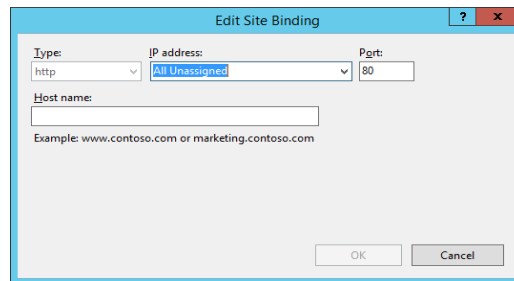 Edit Site Binding
? x
Type: IP address: Port:
http All Unassigned 80
Host name:
Example: www.contoso.com or marketing.contoso.com
OK Cancel